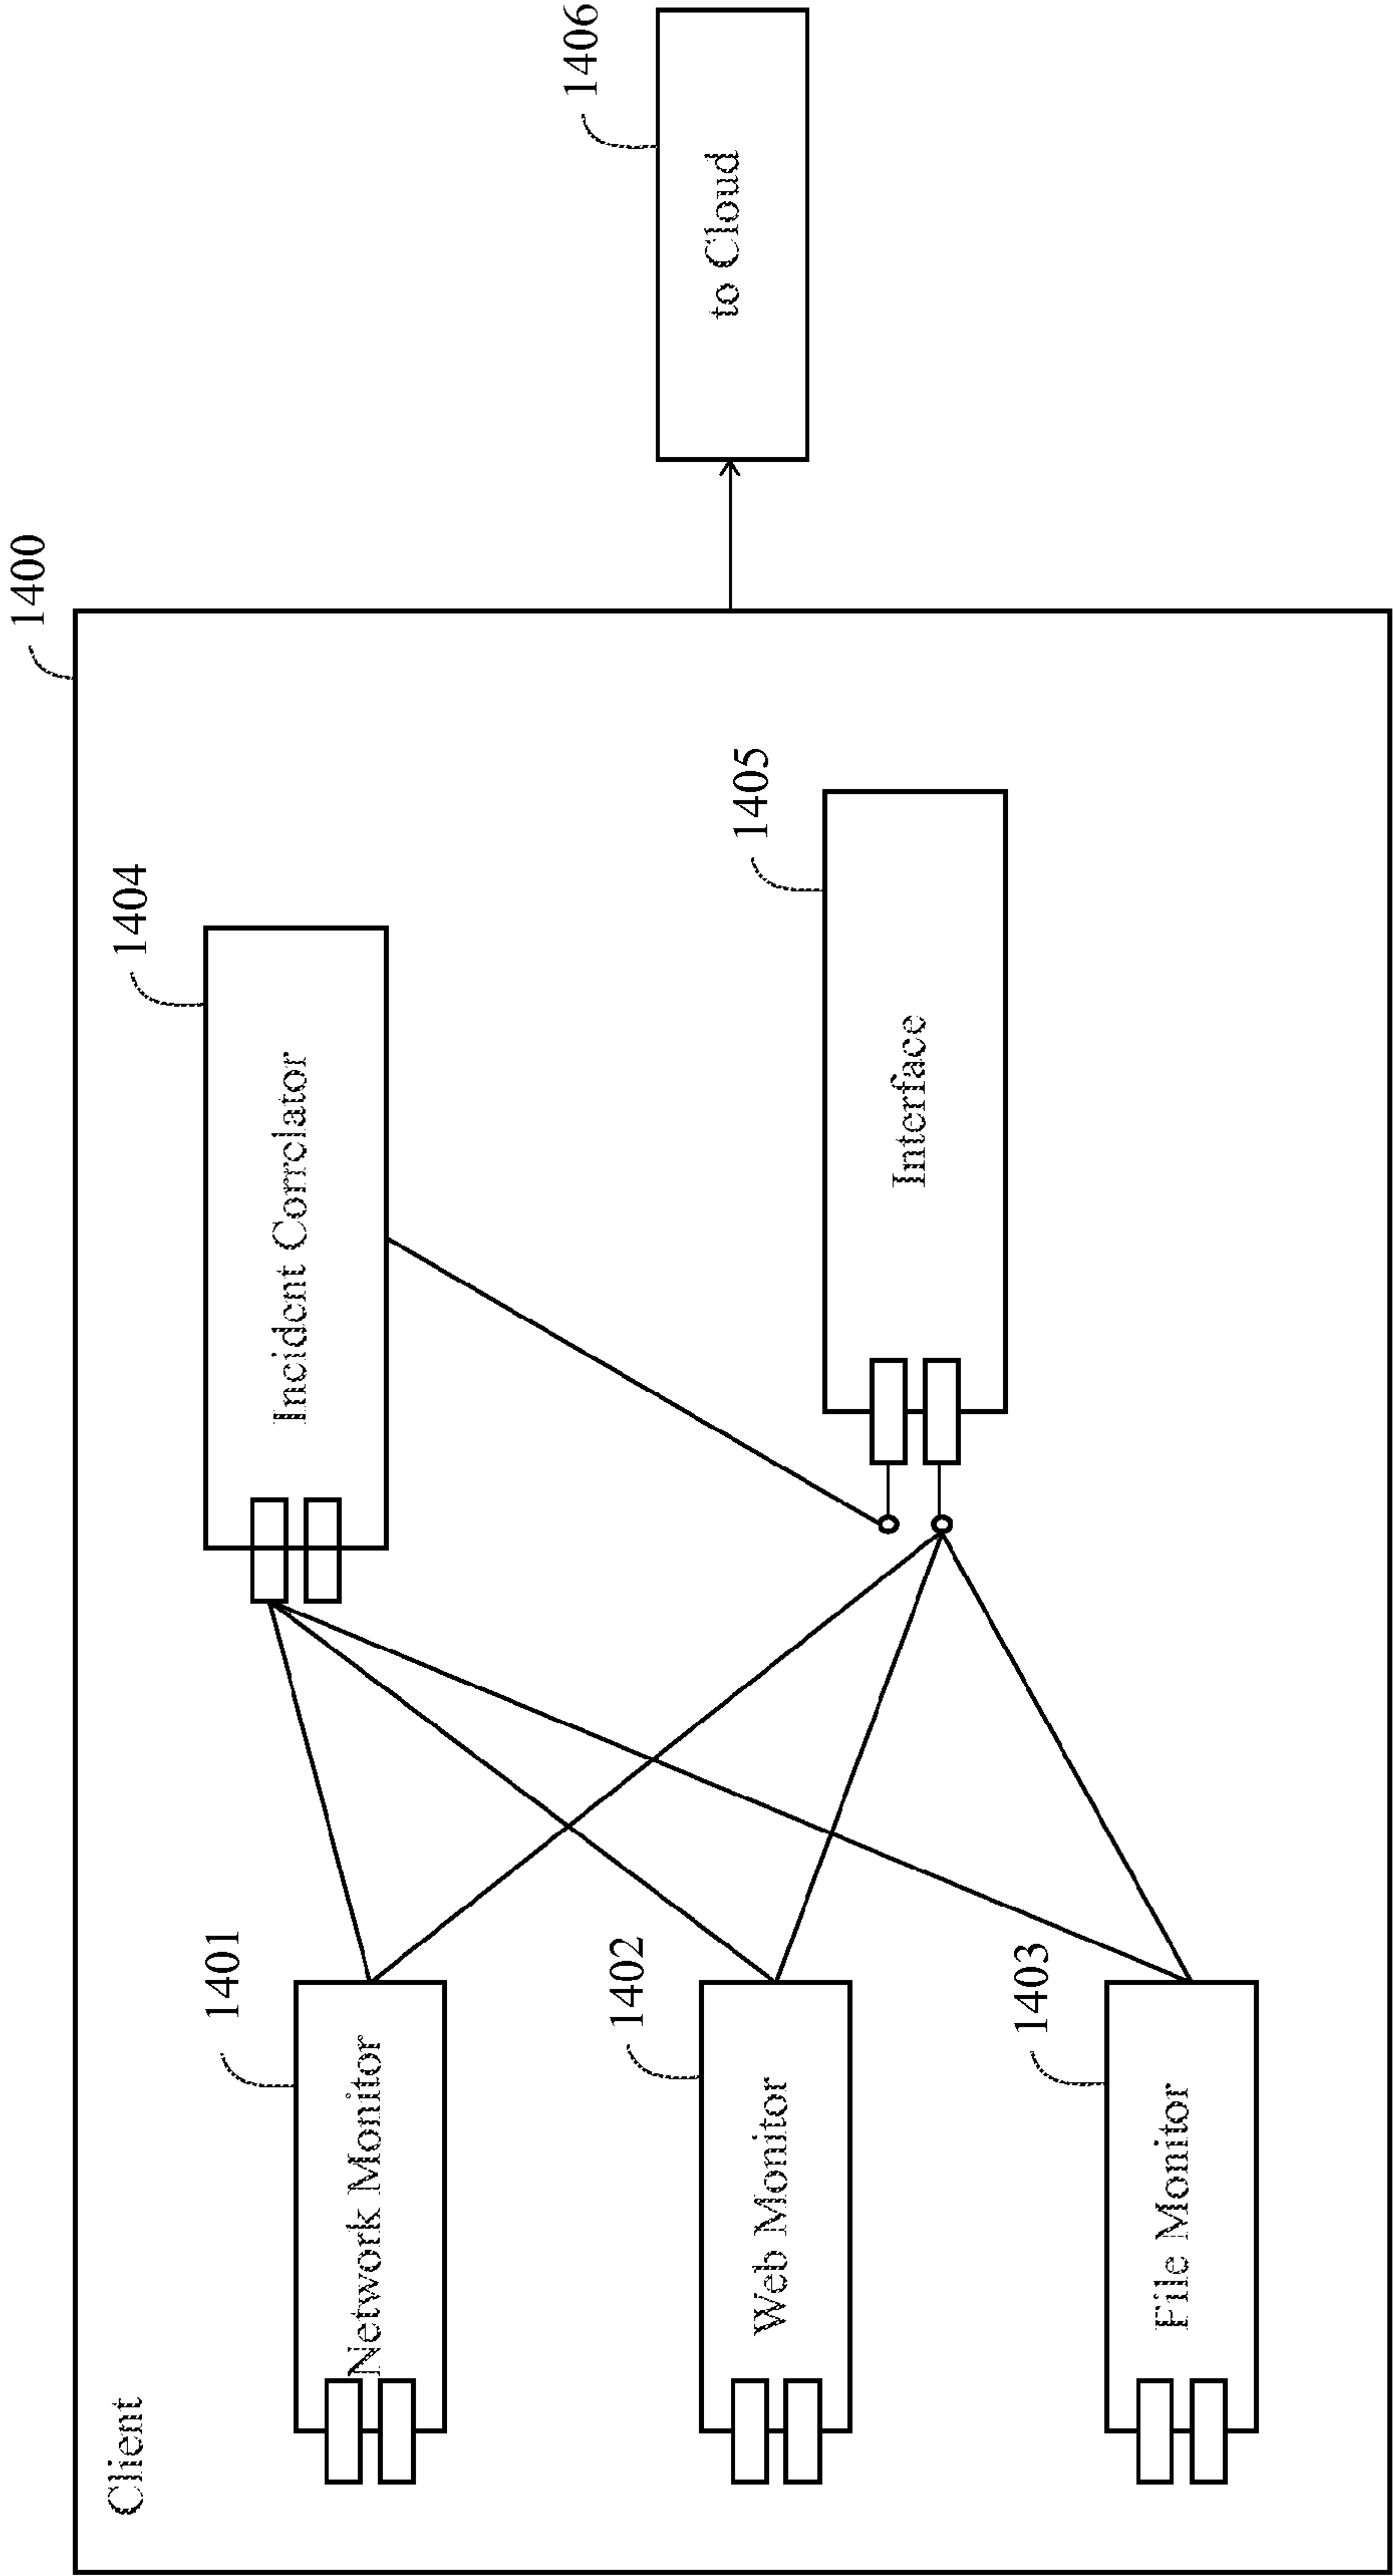 Client
1400
Network Monitor
1401
Web Monitor
1402
File Monitor
1403
Incident Correlator
1404
Interface
1405
to Cloud
1406